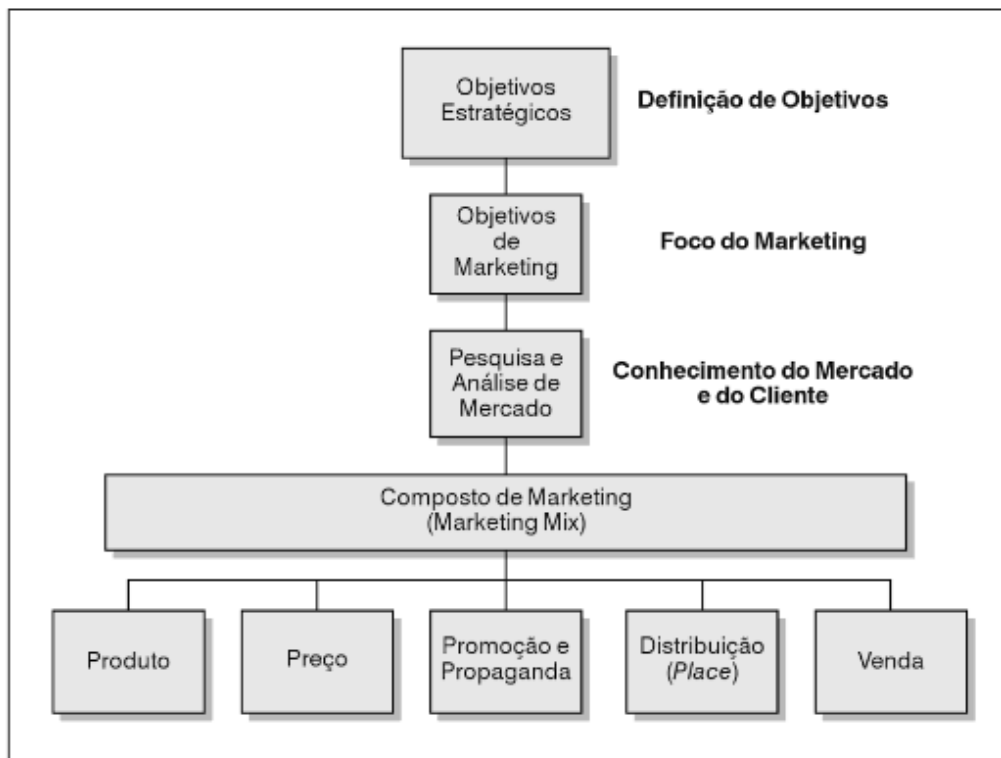 Objetivos
Estratégicos
Definição de Objetivos
Objetivos
de
Marketing
Foco do Marketing
Pesquisa e
Análise de
Mercado
Conhecimento do Mercado
e do Cliente
Composto de Marketing
(Marketing Mix)
Produto
Preço
Promoção e
Propaganda
Distribuição
(Place)
Venda